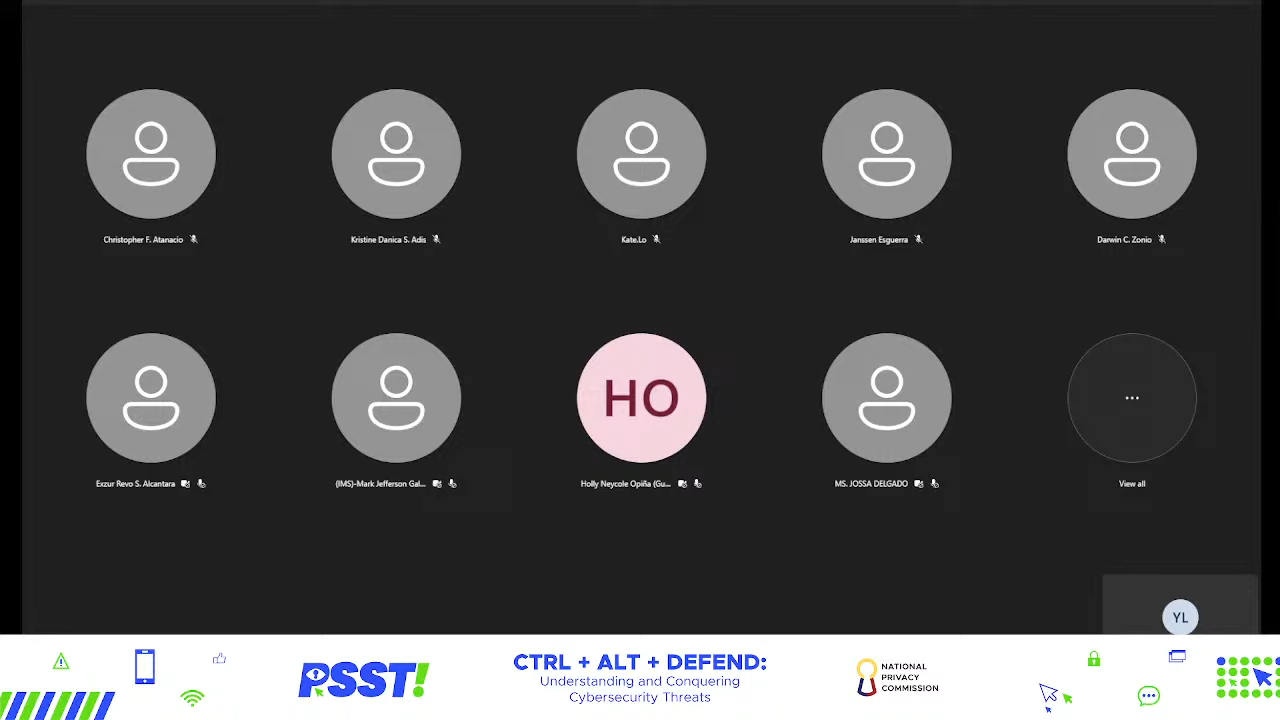 Christopher F. Atanacio
Kristine Danica S. Adis
Kate.Lo
Janssen Esguerra
Darwin C. Zonio
HO
Exzur Revo S. Alcantara
(IMS)-Mark Jefferson Gal...
Holly Neycole Opiña (Gu...
MS. JOSSA DELGADO
...
View all
YL
PSST!
CTRL + ALT + DEFEND:
Understanding and Conquering
Cybersecurity Threats
NATIONAL
PRIVACY
COMMISSION